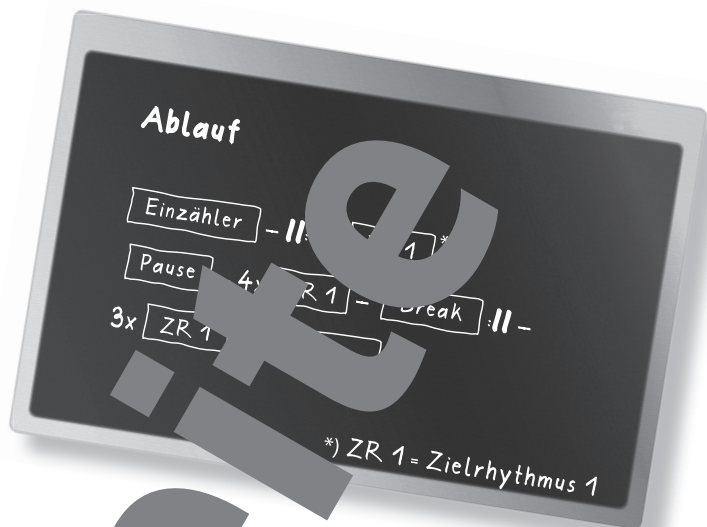 Ablauf
Einzähler – 𝄆 1 *
Pause 4x ZR 1 – Break :|| –
3x ZR 1
*) ZR 1 = Zielrhythmus 1